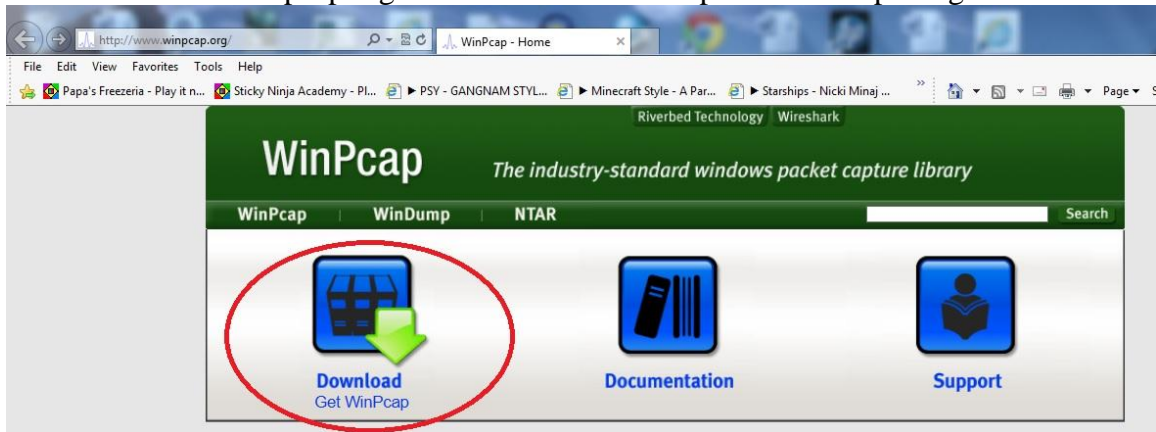 http://www.winpcap.org/ WinPcap - Home
File Edit View Favorites Tools Help
Papa's Freezeria - Play it n... Sticky Ninja Academy - Pl... ▶ PSY - GANGNAM STYL... ▶ Minecraft Style - A Par... ▶ Starships - Nicki Minaj ... » Page
Riverbed Technology Wireshark
WinPcap The industry-standard windows packet capture library
WinPcap | WinDump | NTAR Search
Download Documentation Support
Get WinPcap